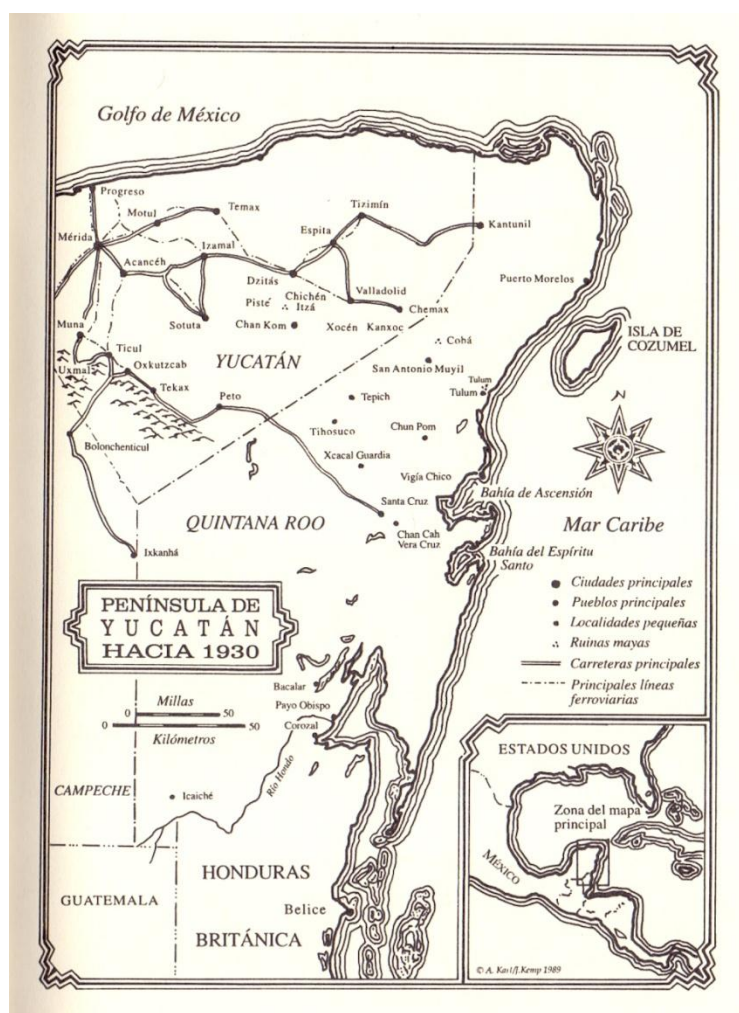 Golfo de México
Progreso
Motul
Temax
Tizimín
Mérida
Espita
Kantunil
Izamal
Acancéh
Dzitás
Puerto Morelos
Chichén
Itzá
Pisté
Valladolid
Chemax
Sotuta
Chan Kom
Xocén
Kanxoc
Muna
Cobá
ISLA DE
COZUMEL
Ticul
Oxkutzcab
YUCATÁN
San Antonio Muyil
Uxmal
Tekax
Tulum
Tulum
Peto
Tepich
N
Tihosuco
Chun Pom
Bolonchenticul
Xcacal Guardia
Vigía Chico
Bahía de Ascensión
Santa Cruz
QUINTANA ROO
Mar Caribe
Chan Cah
Vera Cruz
Ixkanhá
Bahía del Espíritu
Santo
Ciudades principales
Pueblos principales
Localidades pequeñas
Ruinas mayas
Carreteras principales
Principales líneas
ferroviarias
PENÍNSULA DE
YUCATÁN
HACIA 1930
Bacalar
Millas
0 50
0 50
Kilómetros
Payo Obispo
Corozal
Río Hondo
CAMPECHE
Icaiché
GUATEMALA
HONDURAS
BRITÁNICA
Belice
ESTADOS UNIDOS
Zona del mapa
principal
México
© A. Karl/J. Kemp 1989